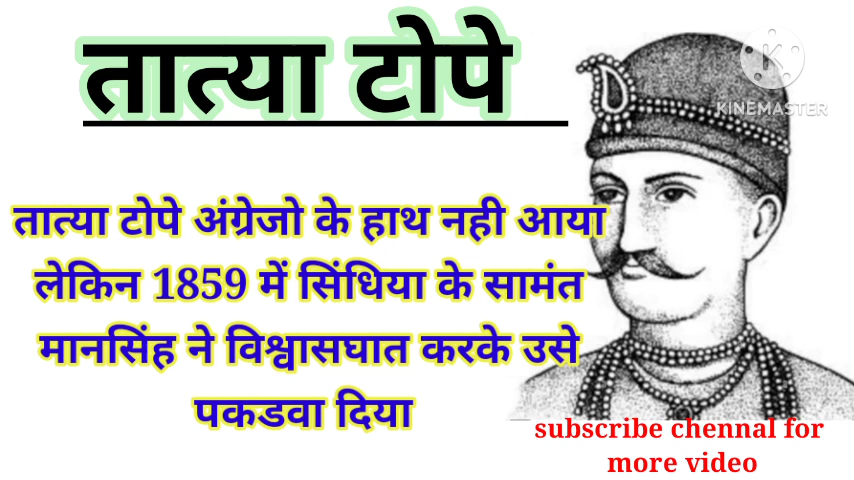 तात्या टोपे
KINEMASTER
तात्या टोपे अंग्रेजो के हाथ नही आया
लेकिन 1859 में सिंधिया के सामंत
मानसिंह ने विश्वासघात करके उसे
पकडवा दिया
subscribe chennal for
more video